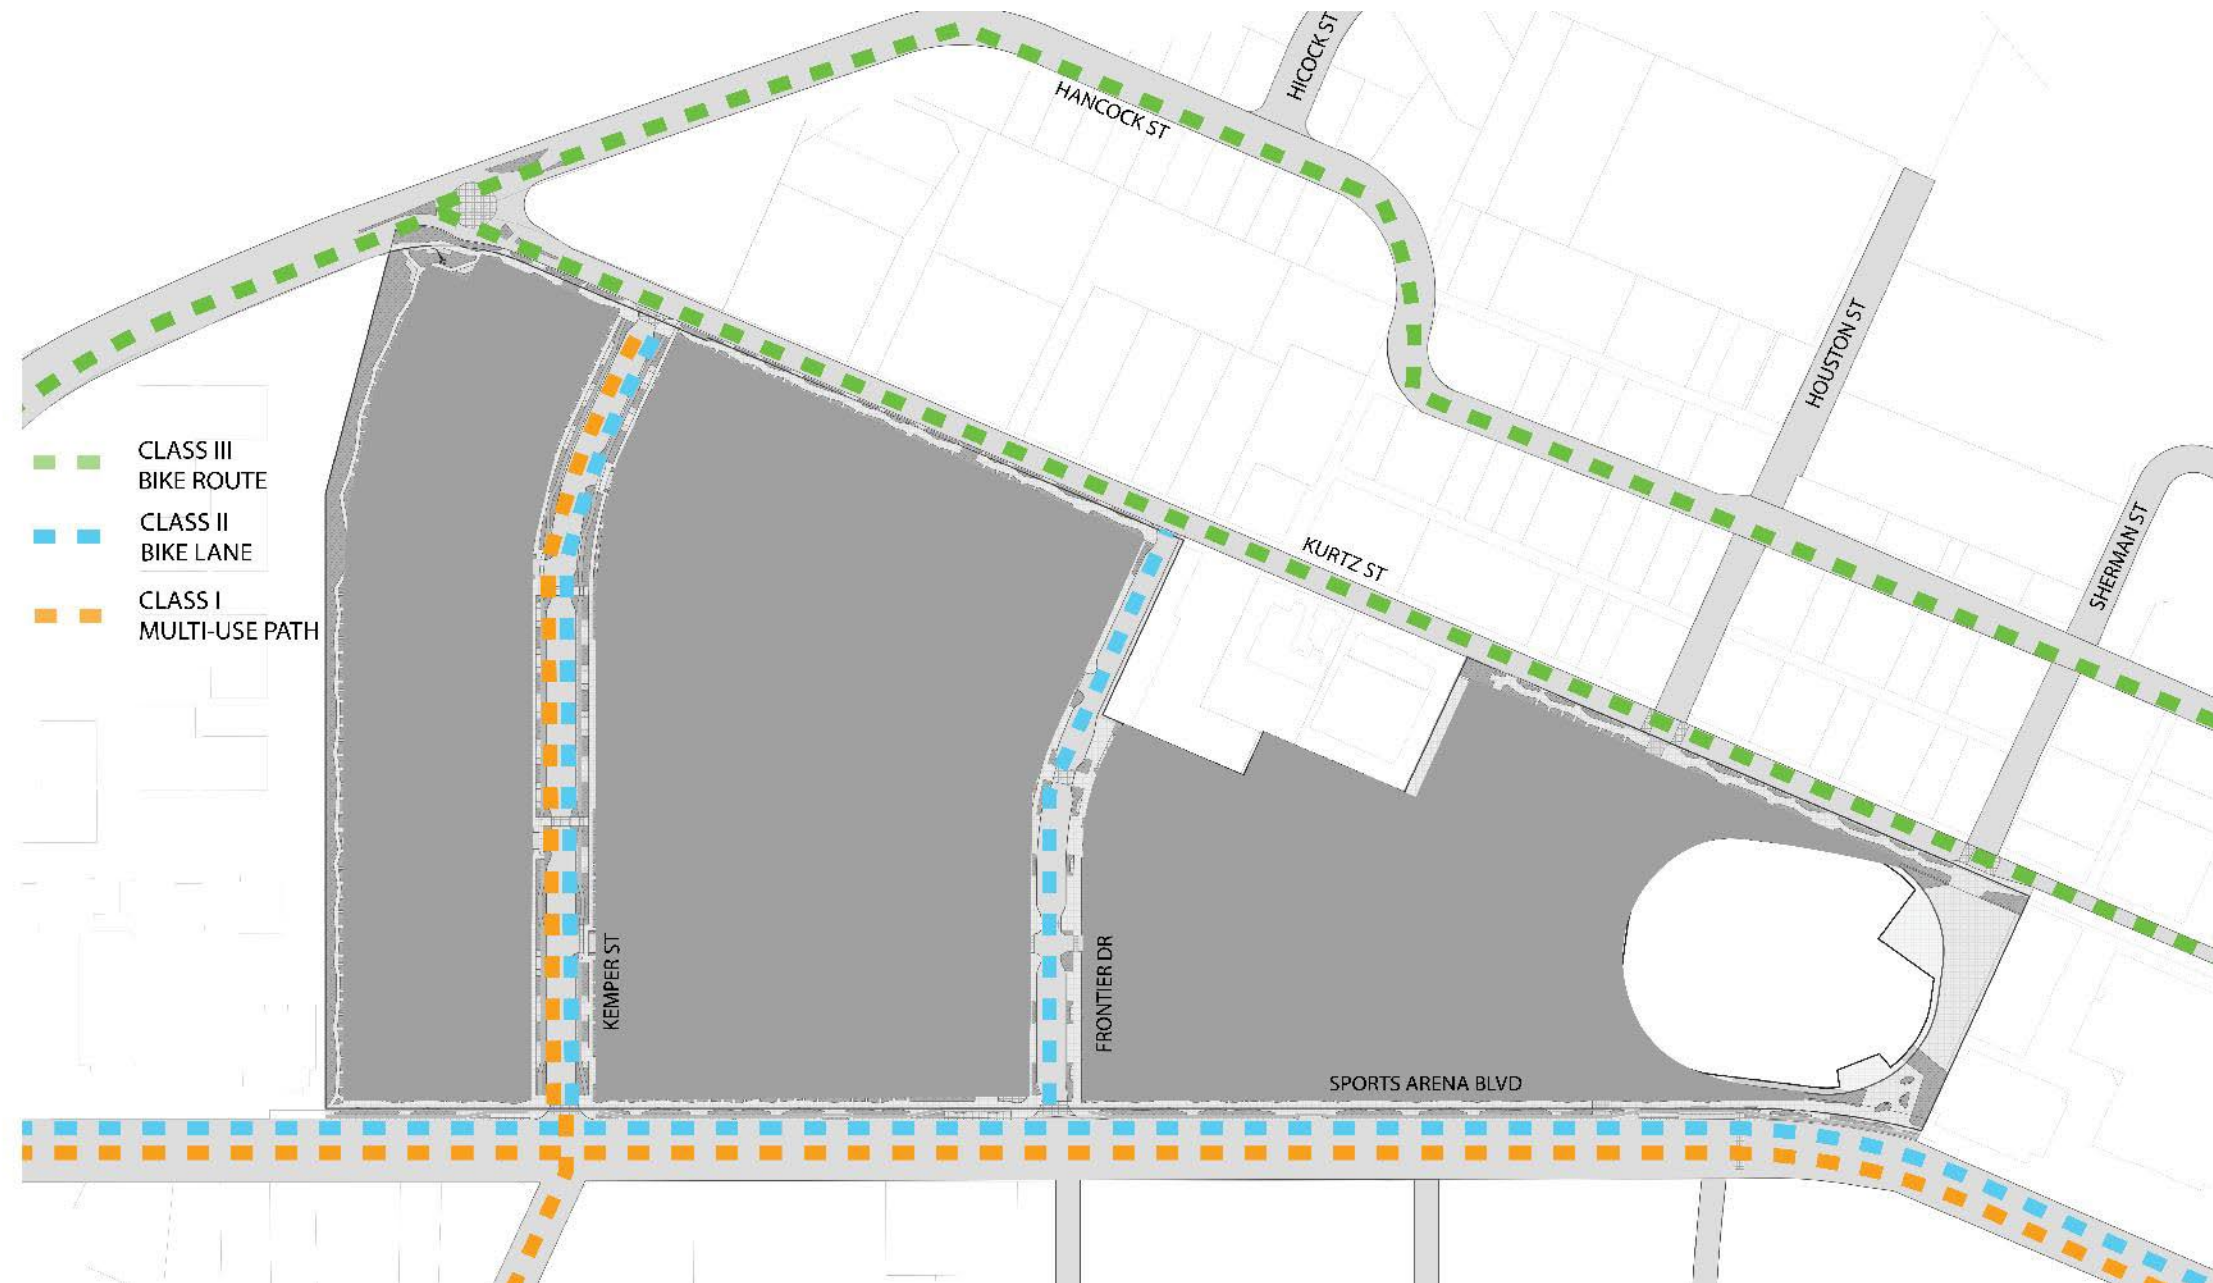 HICOCK ST
HANCOCK ST
HOUSTON ST
CLASS III
BIKE ROUTE
CLASS II
BIKE LANE
CLASS I
MULTI-USE PATH
KURTZ ST
SHERMAN ST
KEMPER ST
FRONTIER DR
SPORTS ARENA BLVD